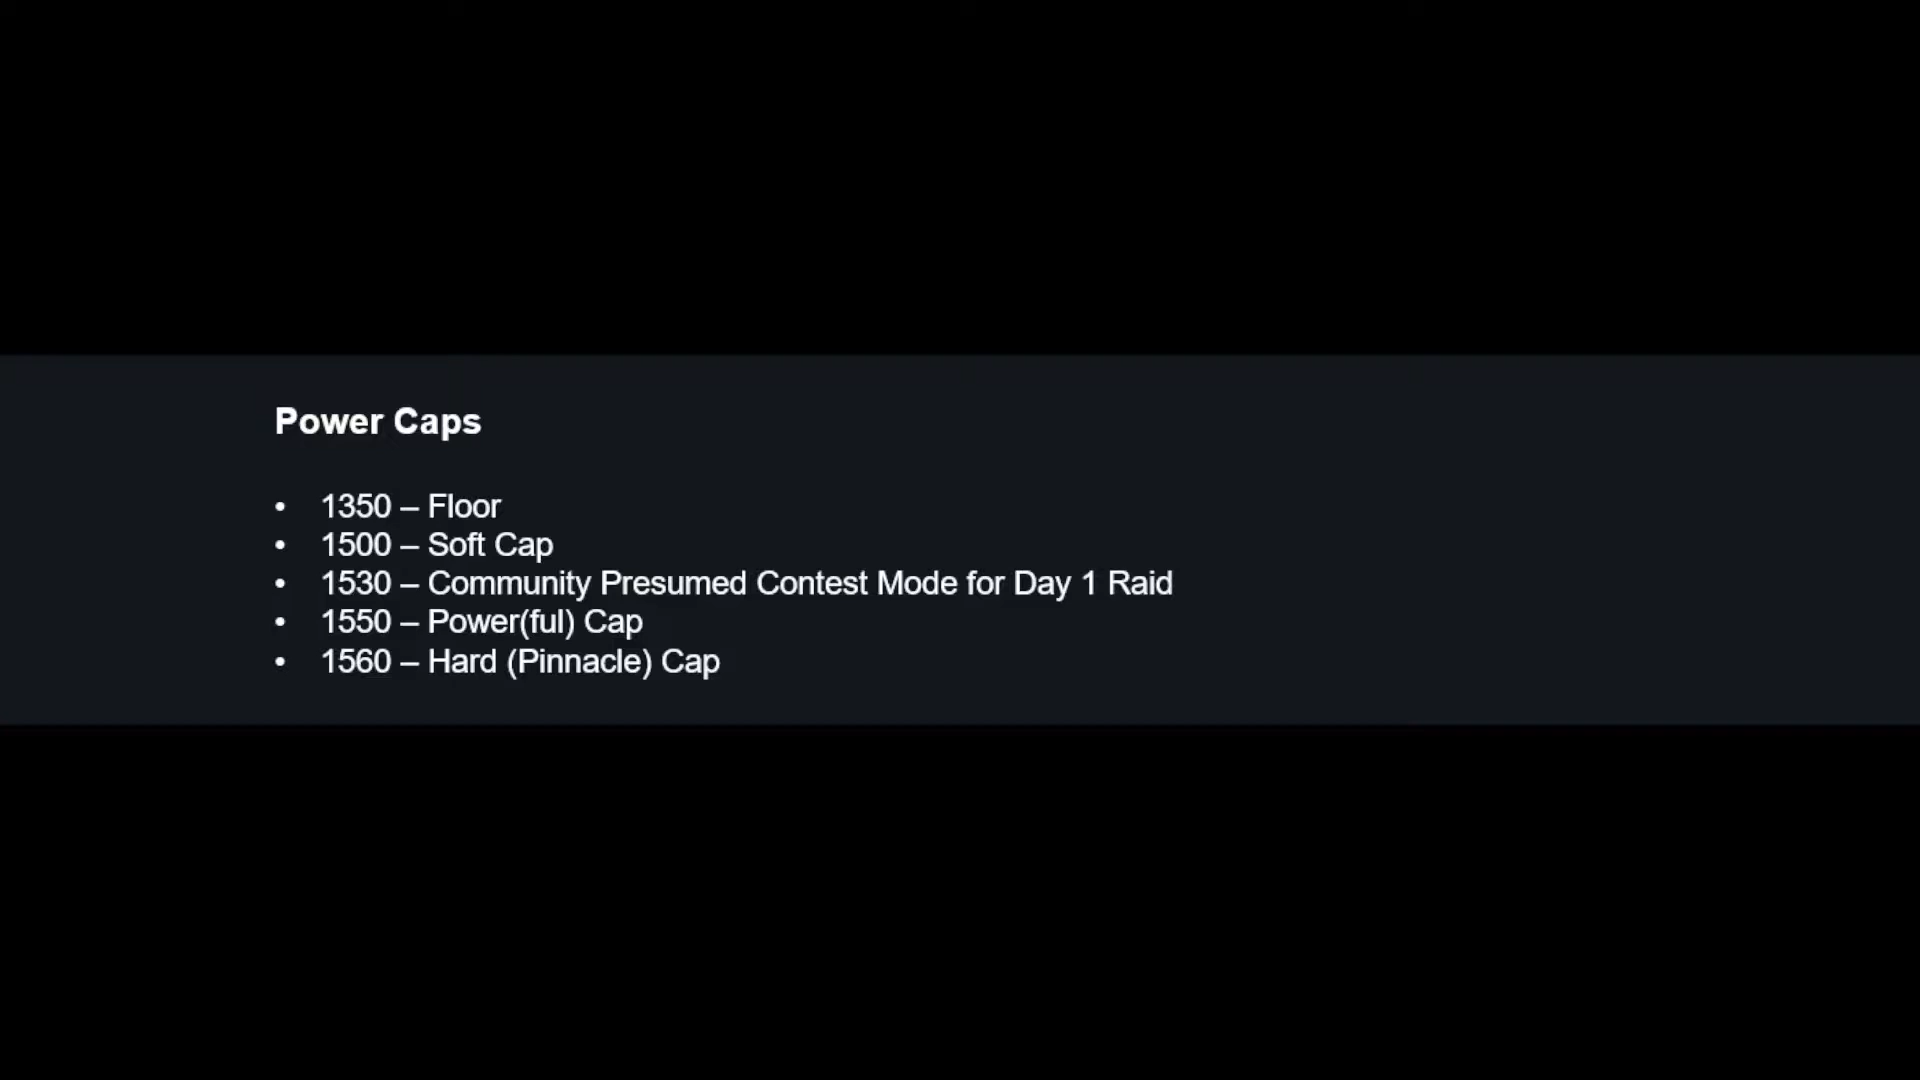 Power Caps
• 1350 – Floor
• 1500 – Soft Cap
• 1530 – Community Presumed Contest Mode for Day 1 Raid
• 1550 – Power(ful) Cap
• 1560 – Hard (Pinnacle) Cap